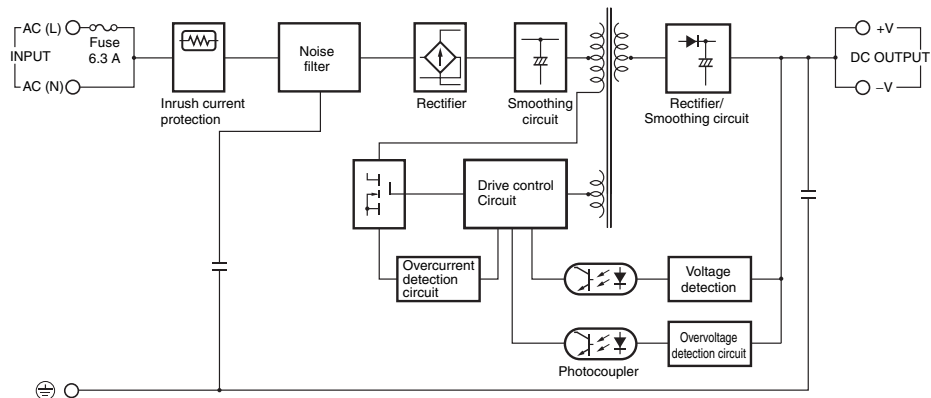 AC (L)
Fuse
6.3 A
INPUT
AC (N)
Inrush current
protection
Noise
filter
Rectifier
Smoothing
circuit
Rectifier/
Smoothing circuit
+V
DC OUTPUT
–V
Drive control
Circuit
Overcurrent
detection
circuit
Voltage
detection
Overvoltage
detection circuit
Photocoupler